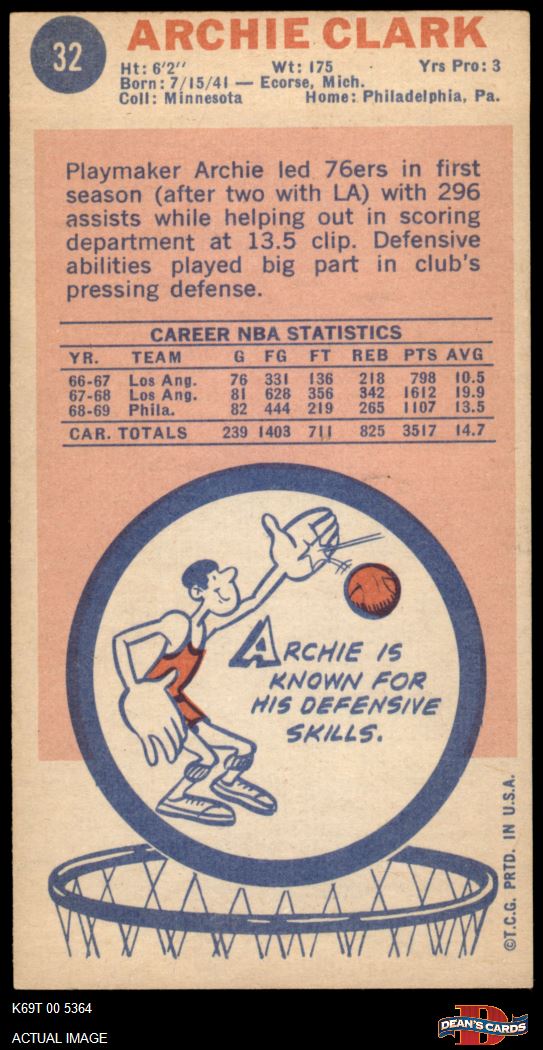 32
ARCHIE CLARK
Ht: 6'2" Wt: 175 Yrs Pro: 3
Born: 7/15/41 — Ecorse, Mich.
Coll: Minnesota Home: Philadelphia, Pa.
Playmaker Archie led 76ers in first
season (after two with LA) with 296
assists while helping out in scoring
department at 13.5 clip. Defensive
abilities played big part in club's
pressing defense.
CAREER NBA STATISTICS
YR. TEAM G FG FT REB PTS AVG
66-67 Los Ang. 76 331 136 218 798 10.5
67-68 Los Ang. 81 628 356 342 1612 19.9
68-69 Phila. 82 444 219 265 1107 13.5
CAR. TOTALS 239 1403 711 825 3517 14.7
ARCHIE IS
KNOWN FOR
HIS DEFENSIVE
SKILLS.
©T.C.G. PRTD. IN U.S.A.
K69T 00 5364
ACTUAL IMAGE
D
DEAN'S CARDS